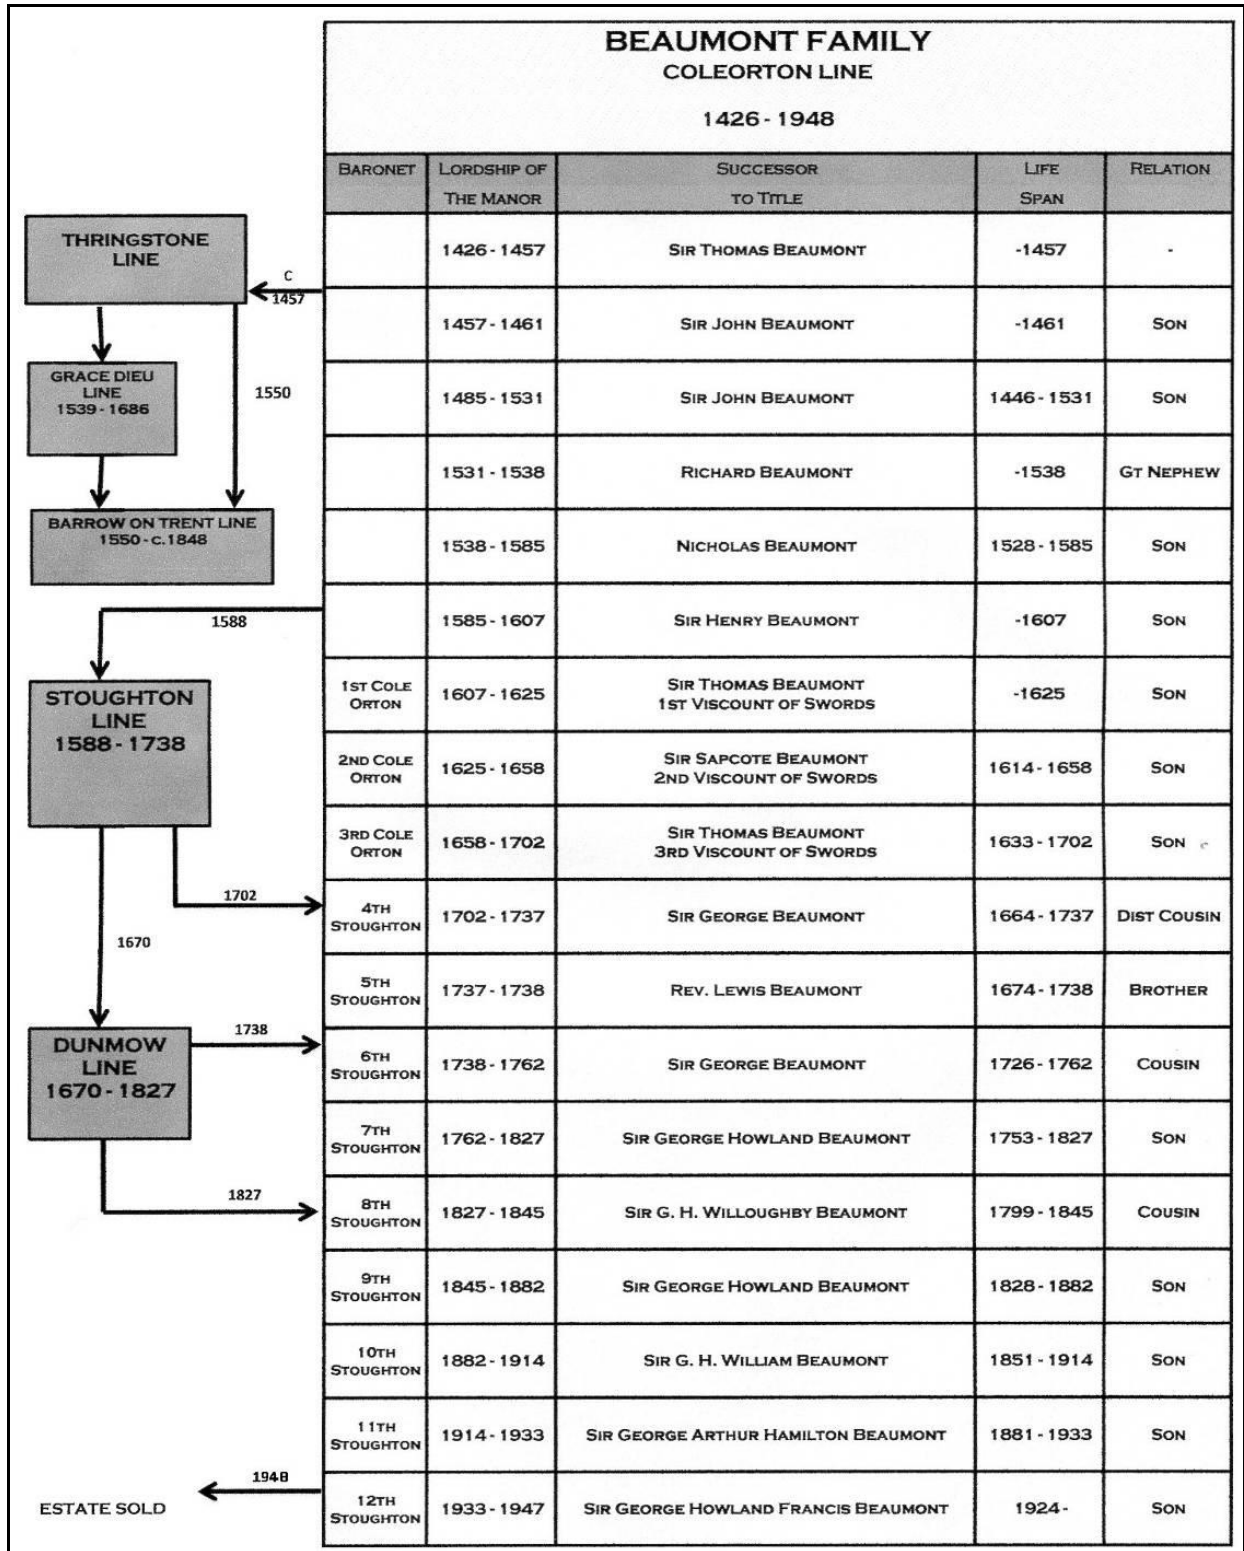 BEAUMONT FAMILY
COLEORTON LINE
1426 - 1948
BARONET
LORDSHIP OF
THE MANOR
SUCCESSOR
TO TITLE
LIFE
SPAN
RELATION
1426 - 1457 SIR THOMAS BEAUMONT -1457 -
1457 - 1461 SIR JOHN BEAUMONT -1461 SON
1485 - 1531 SIR JOHN BEAUMONT 1446 - 1531 SON
1531 - 1538 RICHARD BEAUMONT -1538 GT NEPHEW
1538 - 1585 NICHOLAS BEAUMONT 1528 - 1585 SON
1585 - 1607 SIR HENRY BEAUMONT -1607 SON
1ST COLE
ORTON
1607 - 1625
SIR THOMAS BEAUMONT
1ST VISCOUNT OF SWORDS
-1625
SON
2ND COLE
ORTON
1625 - 1658
SIR SAPCOTE BEAUMONT
2ND VISCOUNT OF SWORDS
1614 - 1658
SON
3RD COLE
ORTON
1658 - 1702
SIR THOMAS BEAUMONT
3RD VISCOUNT OF SWORDS
1633 - 1702
SON
4TH
STOUGHTON
1702 - 1737 SIR GEORGE BEAUMONT 1664 - 1737 DIST COUSIN
5TH
STOUGHTON
1737 - 1738 REV. LEWIS BEAUMONT 1674 - 1738 BROTHER
6TH
STOUGHTON
1738 - 1762 SIR GEORGE BEAUMONT 1726 - 1762 COUSIN
7TH
STOUGHTON
1762 - 1827 SIR GEORGE HOWLAND BEAUMONT 1753 - 1827 SON
8TH
STOUGHTON
1827 - 1845 SIR G. H. WILLOUGHBY BEAUMONT 1799 - 1845 COUSIN
9TH
STOUGHTON
1845 - 1882 SIR GEORGE HOWLAND BEAUMONT 1828 - 1882 SON
10TH
STOUGHTON
1882 - 1914 SIR G. H. WILLIAM BEAUMONT 1851 - 1914 SON
11TH
STOUGHTON
1914 - 1933 SIR GEORGE ARTHUR HAMILTON BEAUMONT 1881 - 1933 SON
12TH
STOUGHTON
1933 - 1947 SIR GEORGE HOWLAND FRANCIS BEAUMONT 1924 - SON
THRINGSTONE
LINE
C
1457
GRACE DIEU
LINE
1539 - 1686
1550
BARROW ON TRENT LINE
1550 - C.1848
1588
STOUGHTON
LINE
1588 - 1738
1702
1670
DUNMOW
LINE
1670 - 1827
1738
1827
1948
ESTATE SOLD